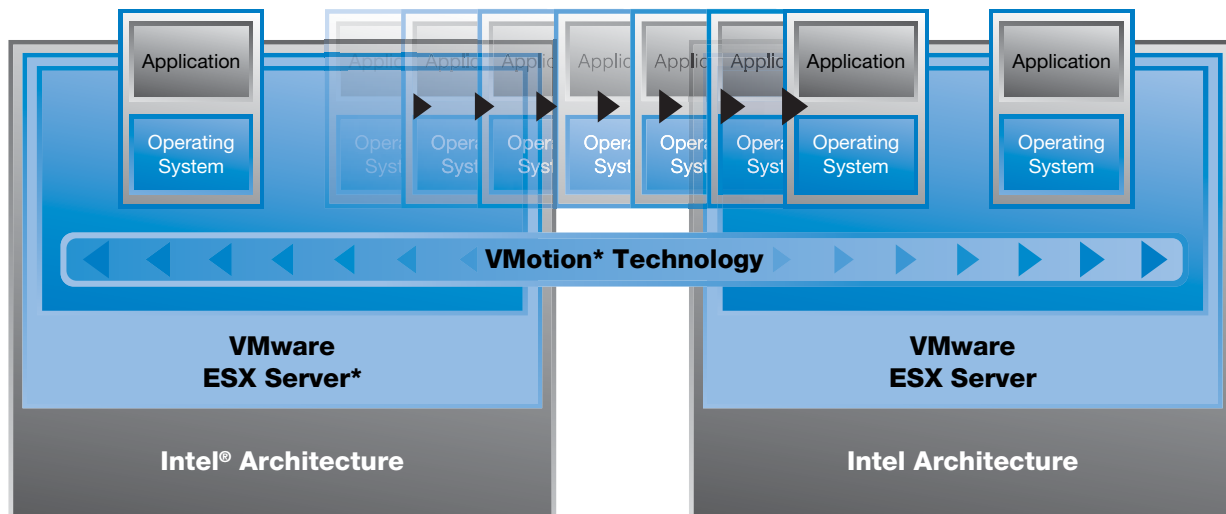 Application
Operating
System
Application
Operating
System
Application
Operating
System
VMotion* Technology
VMware
ESX Server*
VMware
ESX Server
Intel® Architecture
Intel Architecture